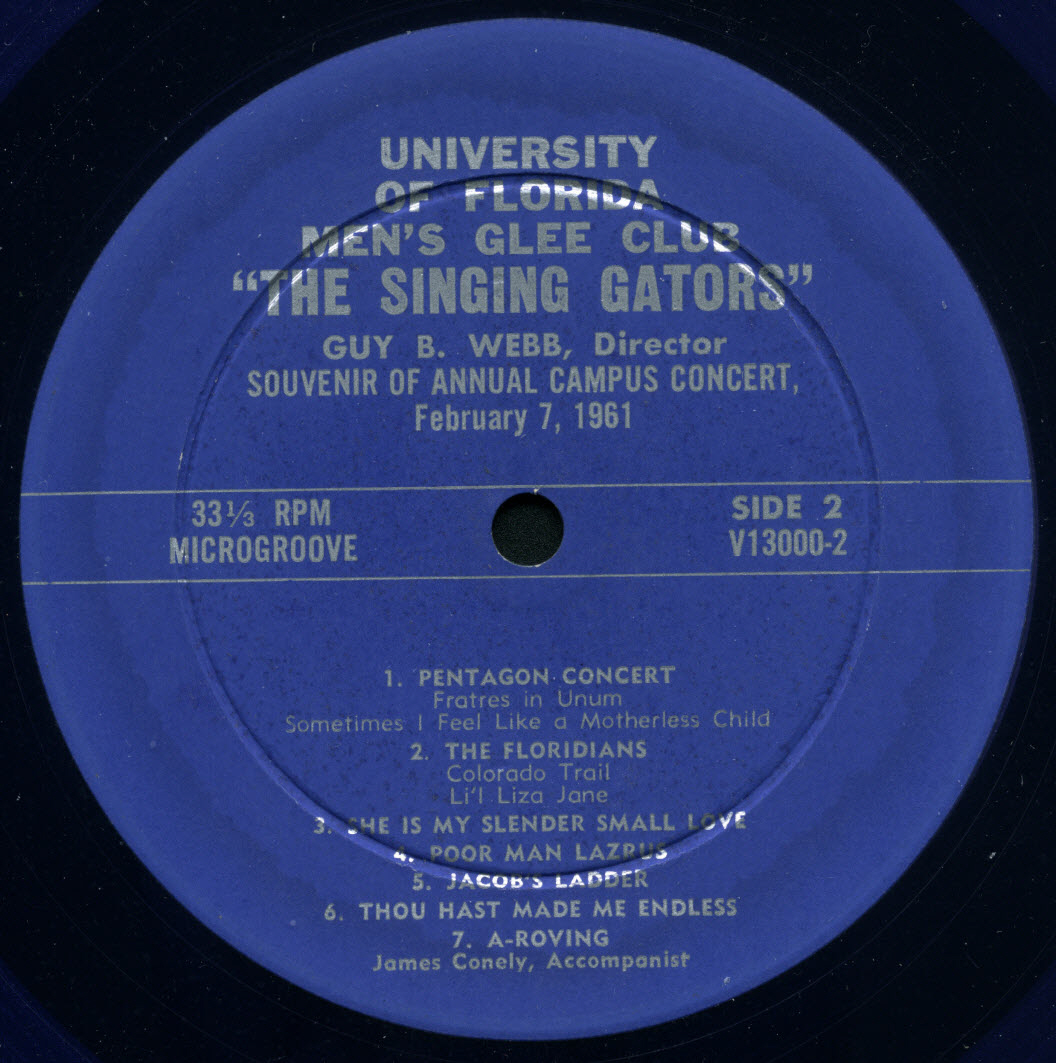 UNIVERSITY
OF FLORIDA
MEN'S GLEE CLUB
“THE SINGING GATORS”
GUY B. WEBB, Director
SOUVENIR OF ANNUAL CAMPUS CONCERT,
February 7, 1961
33⅓ RPM
MICROGROOVE
SIDE 2
V13000-2
1. PENTAGON CONCERT
Fratres in Unum
Sometimes I Feel Like a Motherless Child
2. THE FLORIDIANS
Colorado Trail
Li'l Liza Jane
3. SHE IS MY SLENDER SMALL LOVE
4. POOR MAN LAZRUS
5. JACOB'S LADDER
6. THOU HAST MADE ME ENDLESS
7. A-ROVING
James Conely, Accompanist